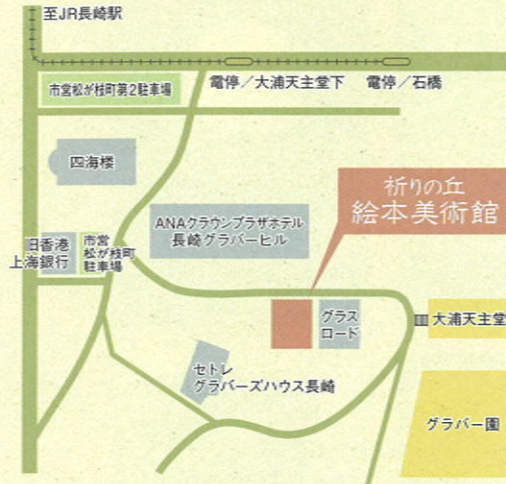 至JR長崎駅
市営松が枝町第2駐車場
電停／大浦天主堂下
電停／石橋
四海楼
祈りの丘
絵本美術館
ANAクラウンプラザホテル
長崎グラバーヒル
旧香港
上海銀行
市営
松が枝町
駐車場
グラス
ロード
大浦天主堂
セトレ
グラバーズハウス長崎
グラバー園